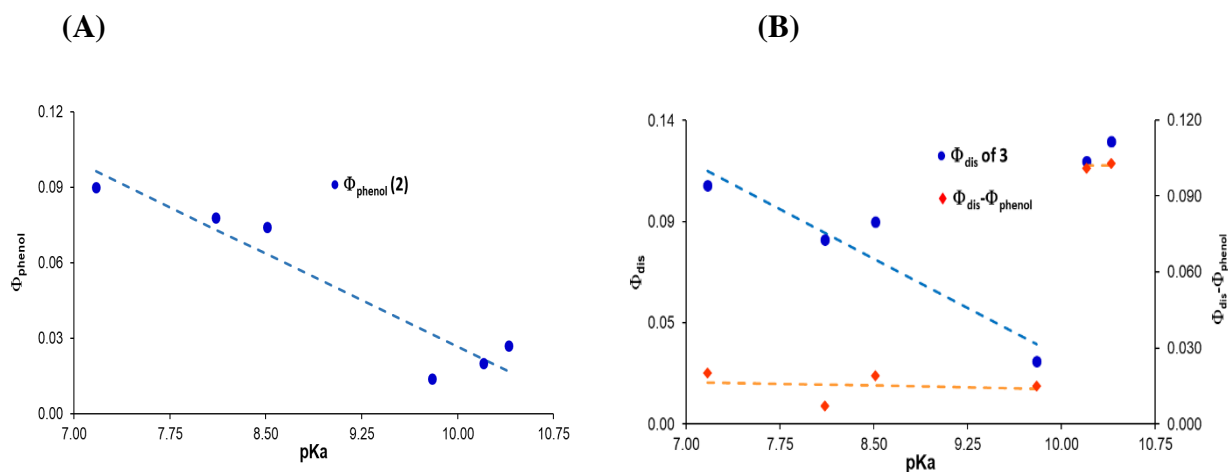 (A)
(B)
0.12
0.09
0.06
0.03
0.00
Φphenol
Φphenol (2)
7.00 7.75 8.50 9.25 10.00 10.75
pKa
0.14
0.09
0.05
0.00
Φdis
Φdis of 3
Φdis-Φphenol
0.120
0.090
0.060
0.030
0.000
Φdis-Φphenol
7.00 7.75 8.50 9.25 10.00 10.75
pKa